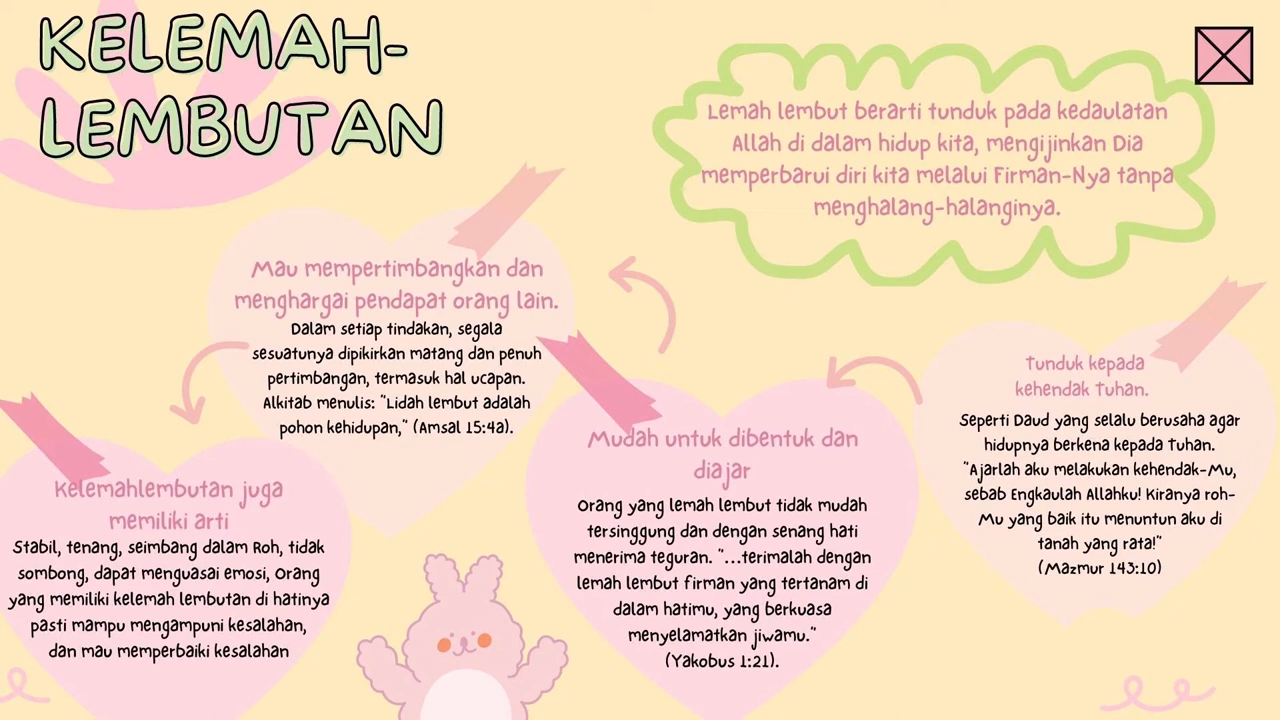 KELEMAH-
LEMBUTAN
Lemah lembut berarti tunduk pada kedaulatan
Allah di dalam hidup kita, mengijinkan Dia
memperbarui diri kita melalui Firman-Nya tanpa
menghalang-halanginya.
Tunduk kepada
kehendak Tuhan.
Seperti Daud yang selalu berusaha agar
hidupnya berkena kepada Tuhan.
"Ajarlah aku melakukan kehendak-Mu,
sebab Engkaulah Allahku! Kiranya roh-
Mu yang baik itu menuntun aku di
tanah yang rata!"
(Mazmur 143:10)
Mudah untuk dibentuk dan
diajar
Orang yang lemah lembut tidak mudah
tersinggung dan dengan senang hati
menerima teguran. "...terimalah dengan
lemah lembut firman yang tertanam di
dalam hatimu, yang berkuasa
menyelamatkan jiwamu."
(Yakobus 1:21).
Mau mempertimbangkan dan
menghargai pendapat orang lain.
Dalam setiap tindakan, segala
sesuatunya dipikirkan matang dan penuh
pertimbangan, termasuk hal ucapan.
Alkitab menulis: "Lidah lembut adalah
pohon kehidupan," (Amsal 15:4a).
Kelemahlembutan juga
memiliki arti
Stabil, tenang, seimbang dalam Roh, tidak
sombong, dapat menguasai emosi, Orang
yang memiliki kelemah lembutan di hatinya
pasti mampu mengampuni kesalahan,
dan mau memperbaiki kesalahan